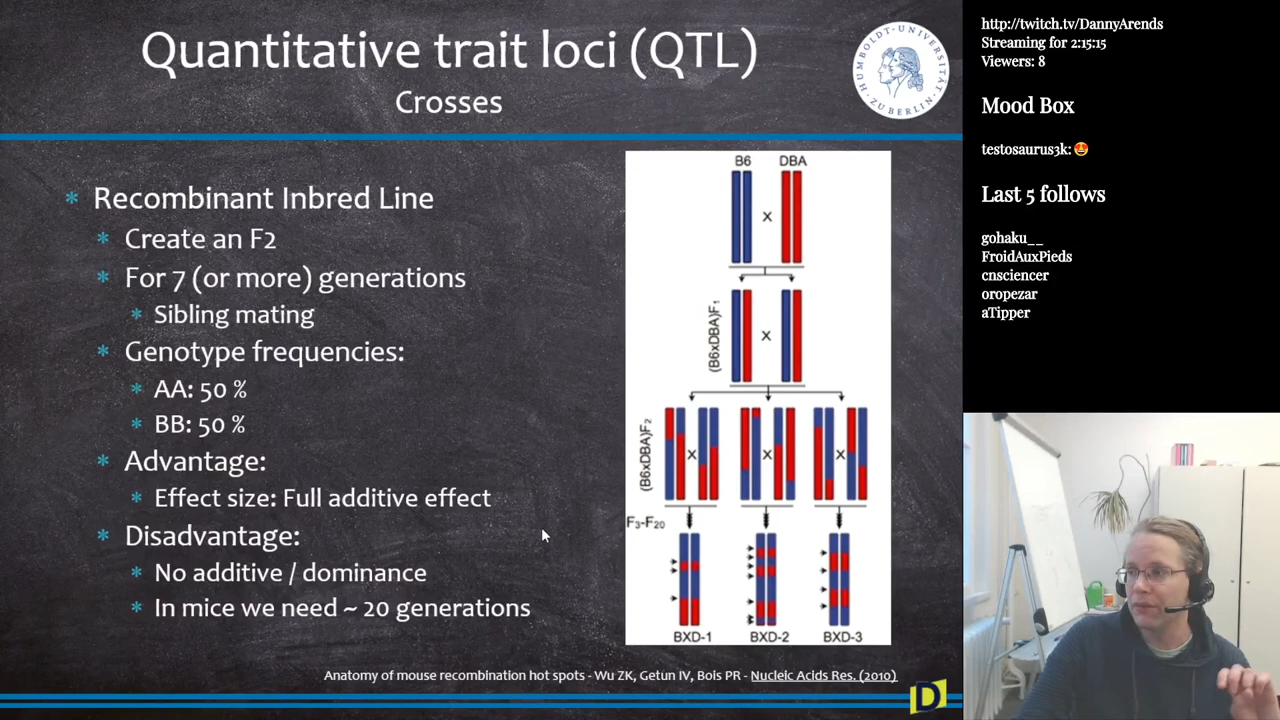 Quantitative trait loci (QTL)
Crosses
HUMBOLDT-UNIVERSITÄT
ZU BERLIN
* Recombinant Inbred Line
* Create an F2
* For 7 (or more) generations
* Sibling mating
* Genotype frequencies:
* AA: 50 %
* BB: 50 %
* Advantage:
* Effect size: Full additive effect
* Disadvantage:
* No additive / dominance
* In mice we need ~ 20 generations
B6 DBA
X
(B6xDBA)F1
X
(B6xDBA)F2
X X X
F3-F20
BXD-1 BXD-2 BXD-3
Anatomy of mouse recombination hot spots - Wu ZK, Getun IV, Bois PR - Nucleic Acids Res. (2010)
D
http://twitch.tv/DannyArends
Streaming for 2:15:15
Viewers: 8
Mood Box
testosaurus3k: 🤩
Last 5 follows
gohaku__
FroidAuxPieds
cnsciencer
oropezar
aTipper